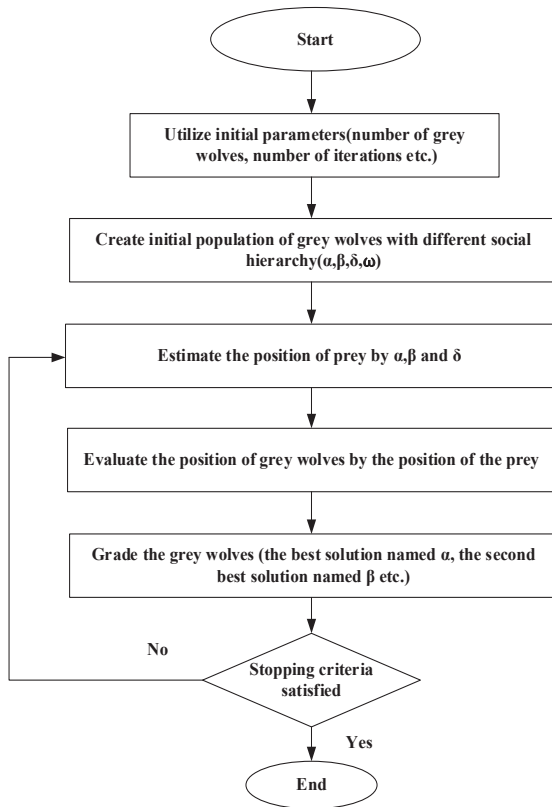 Start
Utilize initial parameters(number of grey
wolves, number of iterations etc.)
Create initial population of grey wolves with different social
hierarchy(α,β,δ,ω)
Estimate the position of prey by α,β and δ
Evaluate the position of grey wolves by the position of the prey
Grade the grey wolves (the best solution named α, the second
best solution named β etc.)
No
Stopping criteria
satisfied
Yes
End